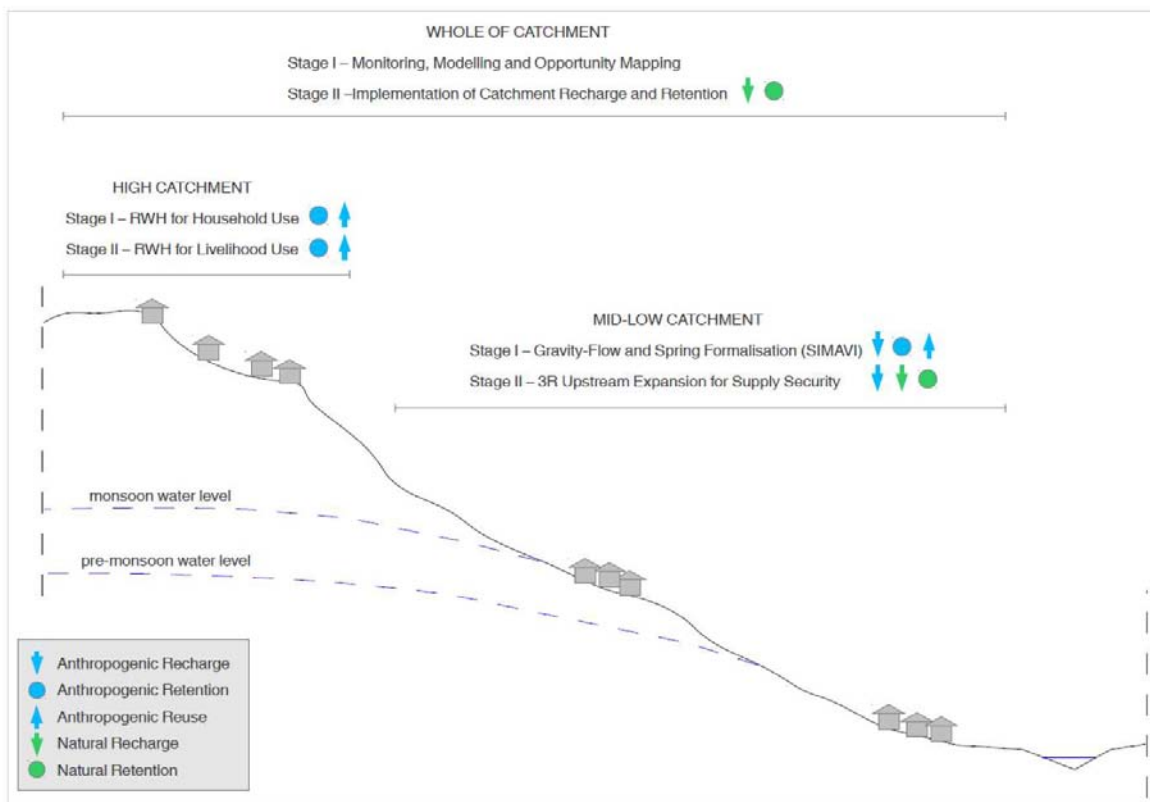 WHOLE OF CATCHMENT
Stage I – Monitoring, Modelling and Opportunity Mapping
Stage II –Implementation of Catchment Recharge and Retention
HIGH CATCHMENT
Stage I – RWH for Household Use
Stage II – RWH for Livelihood Use
MID-LOW CATCHMENT
Stage I – Gravity-Flow and Spring Formalisation (SIMAVI)
Stage II – 3R Upstream Expansion for Supply Security
monsoon water level
pre-monsoon water level
Anthropogenic Recharge
Anthropogenic Retention
Anthropogenic Reuse
Natural Recharge
Natural Retention